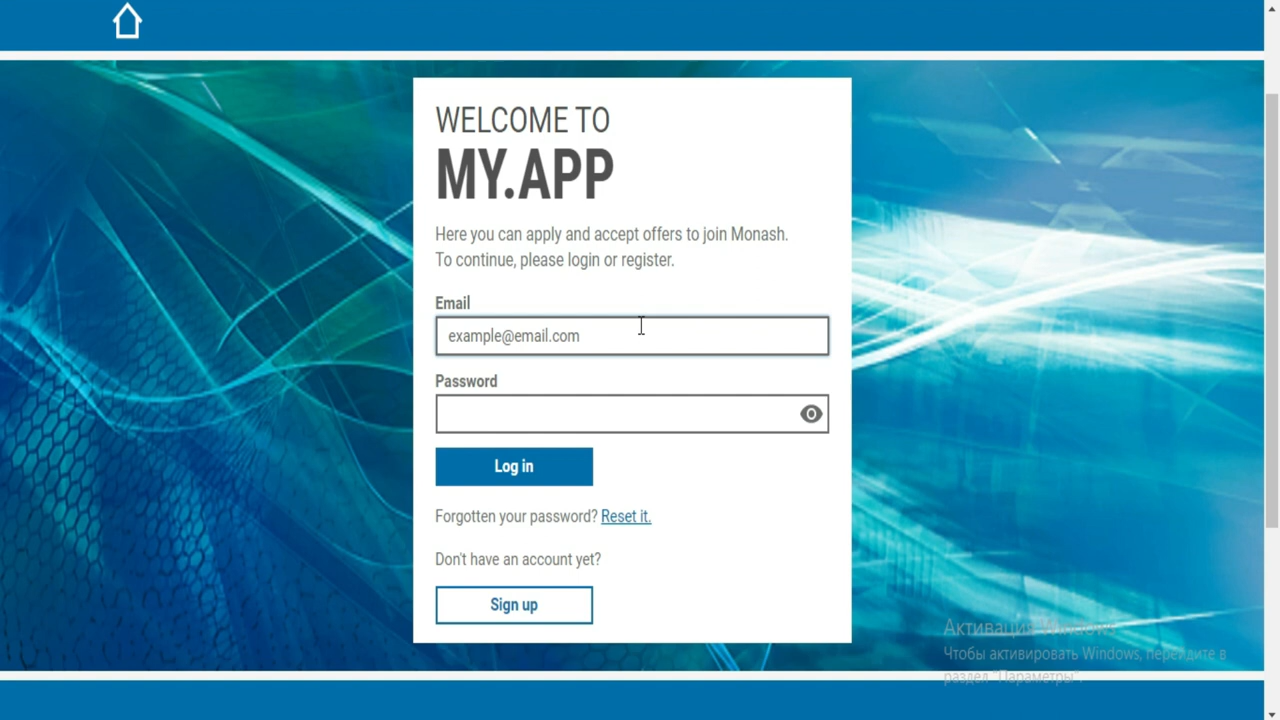 WELCOME TO
MY.APP
Here you can apply and accept offers to join Monash.
To continue, please login or register.
Email
example@email.com
Password
Log in
Forgotten your password? Reset it.
Don't have an account yet?
Sign up
Активация Windows
Чтобы активировать Windows, перейдите в
раздел "Параметры".